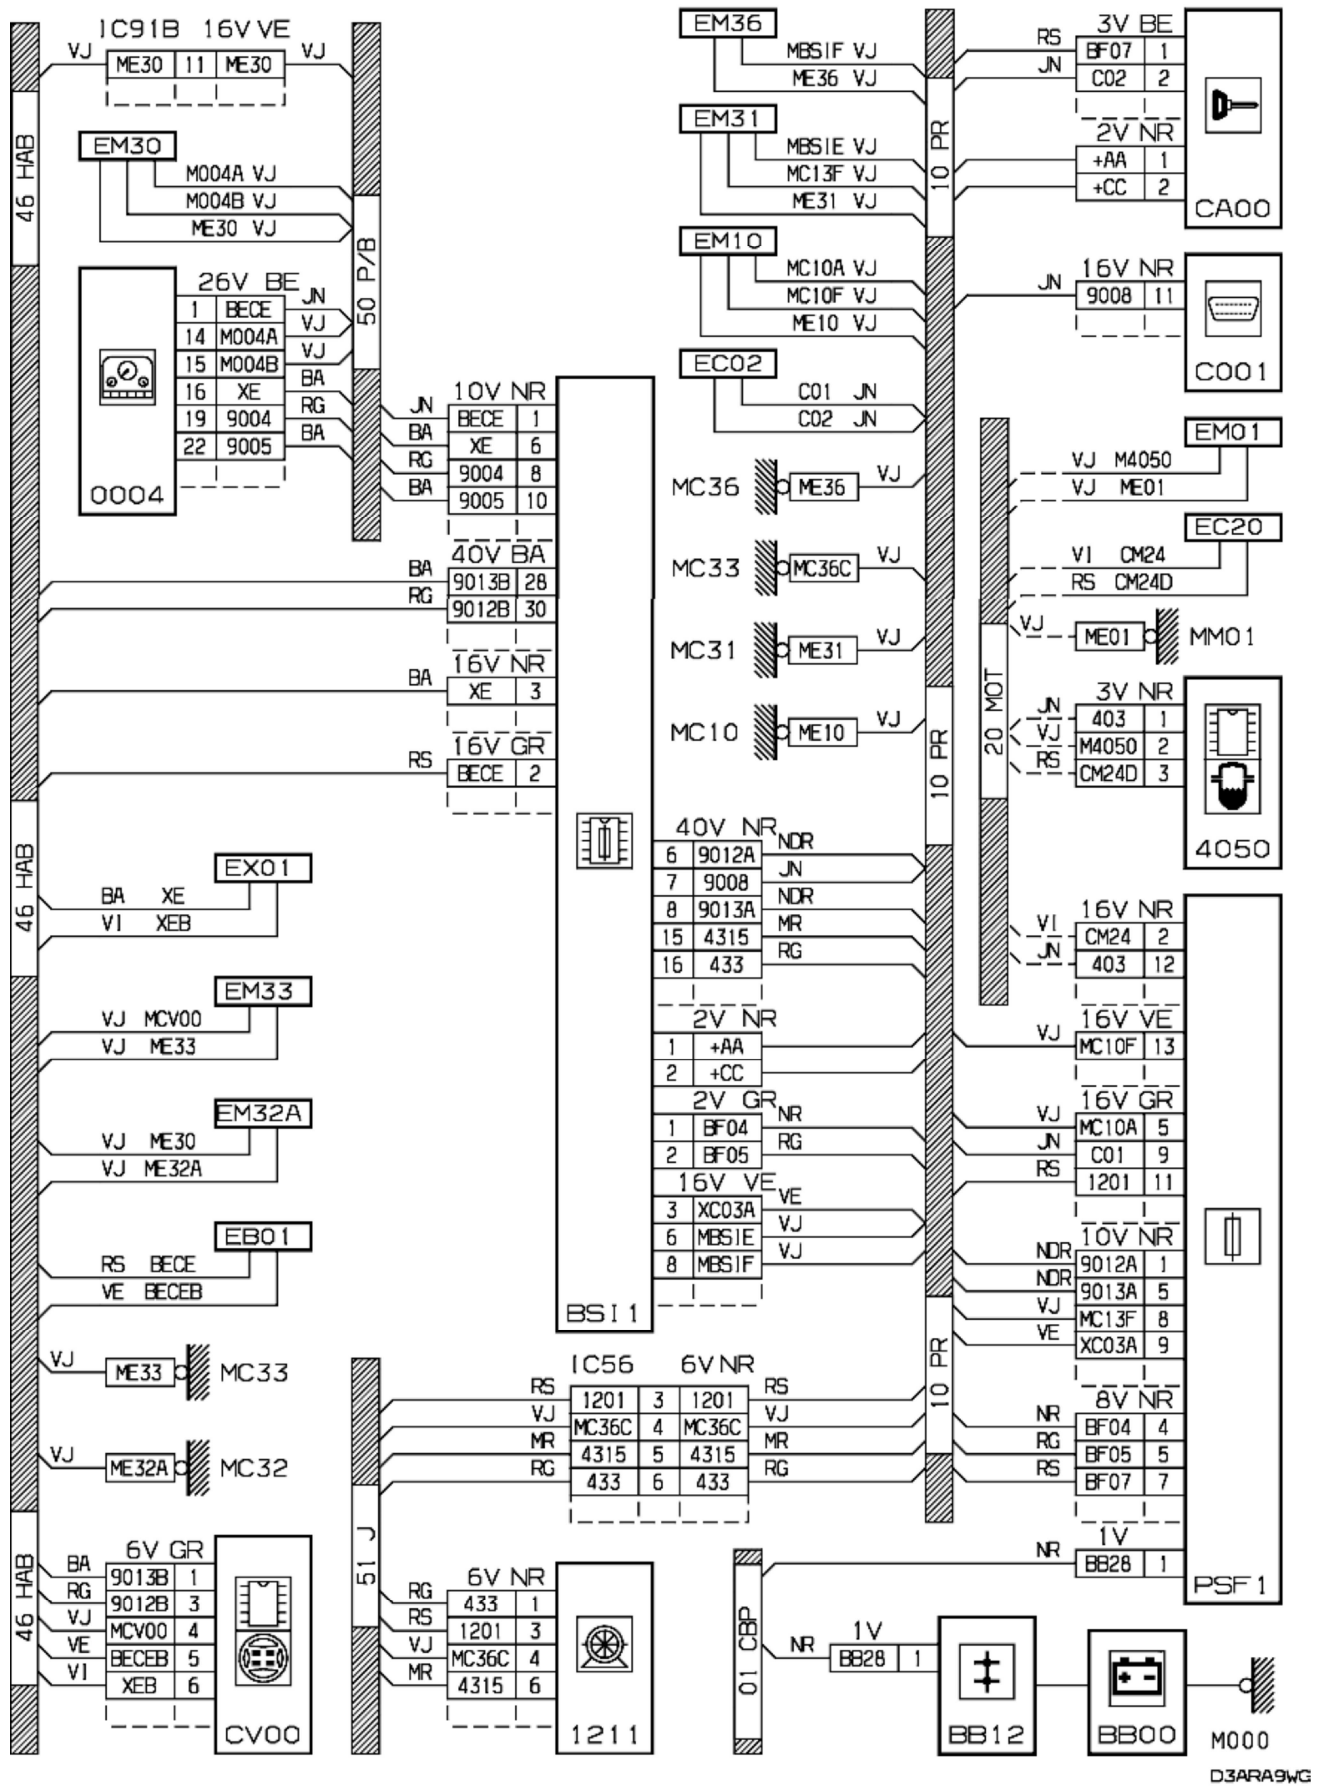 IC91B 16V VE
VJ ME30 11 ME30 VJ
46 HAB
EM30
M004A VJ
M004B VJ
ME30 VJ
50 P/B
26V BE
1 BECE JN
14 M004A VJ
15 M004B VJ
16 XE BA
19 9004 RG
22 9005 BA
0004
10V NR
JN BECE 1
BA XE 6
RG 9004 8
BA 9005 10
40V BA
BA 9013B 28
RG 9012B 30
16V NR
BA XE 3
16V GR
RS BECE 2
46 HAB
EX01
BA XE
VI XEB
EM33
VJ MCV00
VJ ME33
EM32A
VJ ME30
VJ ME32A
EB01
RS BECE
VE BECEB
VJ ME33 MC33
VJ ME32A MC32
46 HAB
6V GR
BA 9013B 1
RG 9012B 3
VJ MCV00 4
VE BECEB 5
VI XEB 6
CV00
EM36
MBSIF VJ
ME36 VJ
EM31
MBSIE VJ
MC13F VJ
ME31 VJ
EM10
MC10A VJ
MC10F VJ
ME10 VJ
EC02
C01 JN
C02 JN
MC36 ME36 VJ
MC33 MC36C VJ
MC31 ME31 VJ
MC10 ME10 VJ
10 PR
10 PR
10 PR
40V NR
6 9012A NDR
7 9008 JN
8 9013A NDR
15 4315 MR
16 433 RG
2V NR
1 +AA
2 +CC
2V GR
1 BF04 NR
2 BF05 RG
16V VE
3 XC03A VE
6 MBSIE VJ
8 MBSIF VJ
BSI1
IC56 6V NR
RS 1201 3 1201 RS
VJ MC36C 4 MC36C VJ
MR 4315 5 4315 MR
RG 433 6 433 RG
51 J
6V NR
RG 433 1
RS 1201 3
VJ MC36C 4
MR 4315 6
1211
3V BE
RS BF07 1
JN C02 2
2V NR
+AA 1
+CC 2
CA00
16V NR
JN 9008 11
C001
EM01
VJ M4050
VJ ME01
EC20
VI CM24
RS CM24D
VJ ME01 MM01
20 MOT
3V NR
JN 403 1
VJ M4050 2
RS CM24D 3
4050
16V NR
VI CM24 2
JN 403 12
16V VE
VJ MC10F 13
16V GR
VJ MC10A 5
JN C01 9
RS 1201 11
10V NR
NDR 9012A 1
NDR 9013A 5
VJ MC13F 8
VE XC03A 9
8V NR
NR BF04 4
RG BF05 5
RS BF07 7
1V
NR BB28 1
PSF1
01 CBP
1V
NR BB28 1
BB12
BB00
M000
D3ARA9WG